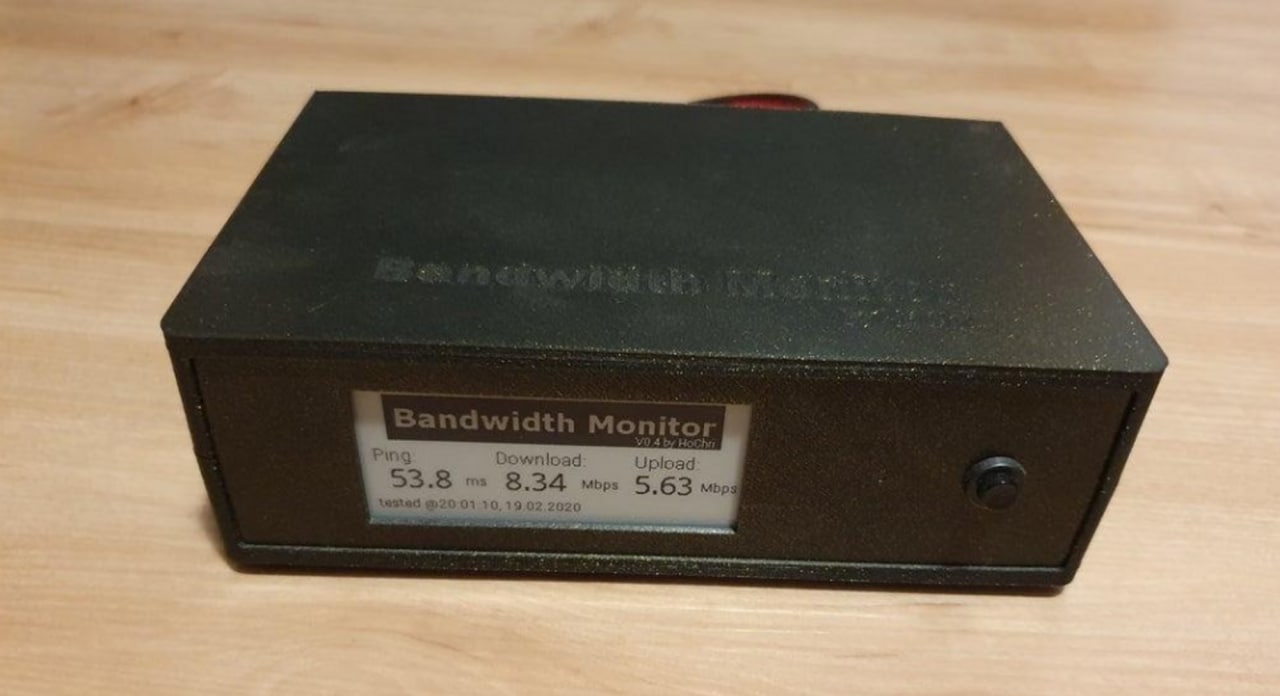 Bandwidth Monitor
Bandwidth Monitor
V0.4 by HoChri
Ping: Download: Upload:
53.8 ms 8.34 Mbps 5.63 Mbps
tested @20:01:10, 19.02.2020